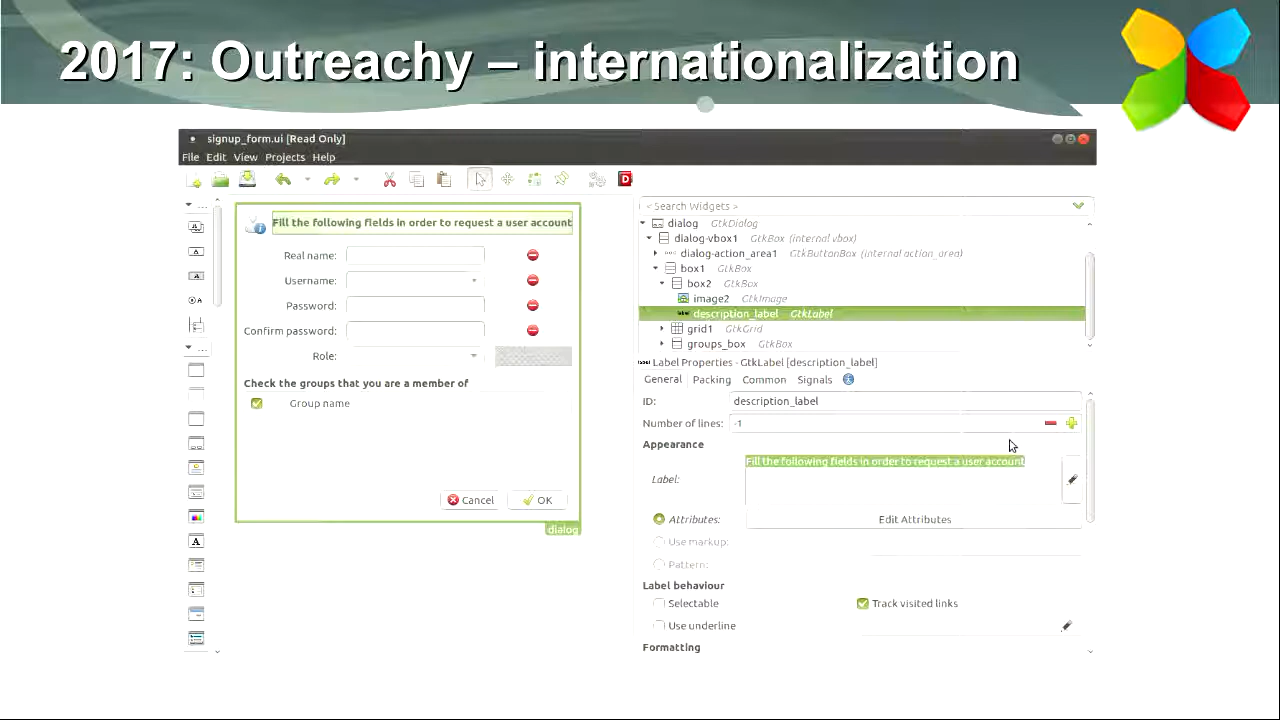 2017: Outreachy – internationalization
signup_form.ui [Read Only]
File Edit View Projects Help
...
Fill the following fields in order to request a user account
Real name:
Username:
Password:
Confirm password:
Role:
Check the groups that you are a member of
Group name
Cancel OK
dialog
...
< Search Widgets >
dialog GtkDialog
dialog-vbox1 GtkBox (internal vbox)
dialog-action_area1 GtkButtonBox (internal action_area)
box1 GtkBox
box2 GtkBox
image2 GtkImage
label description_label GtkLabel
grid1 GtkGrid
groups_box GtkBox
label Label Properties - GtkLabel [description_label]
General Packing Common Signals
ID: description_label
Number of lines: -1
Appearance
Label: Fill the following fields in order to request a user account
Attributes: Edit Attributes
Use markup:
Pattern:
Label behaviour
Selectable Track visited links
Use underline
Formatting